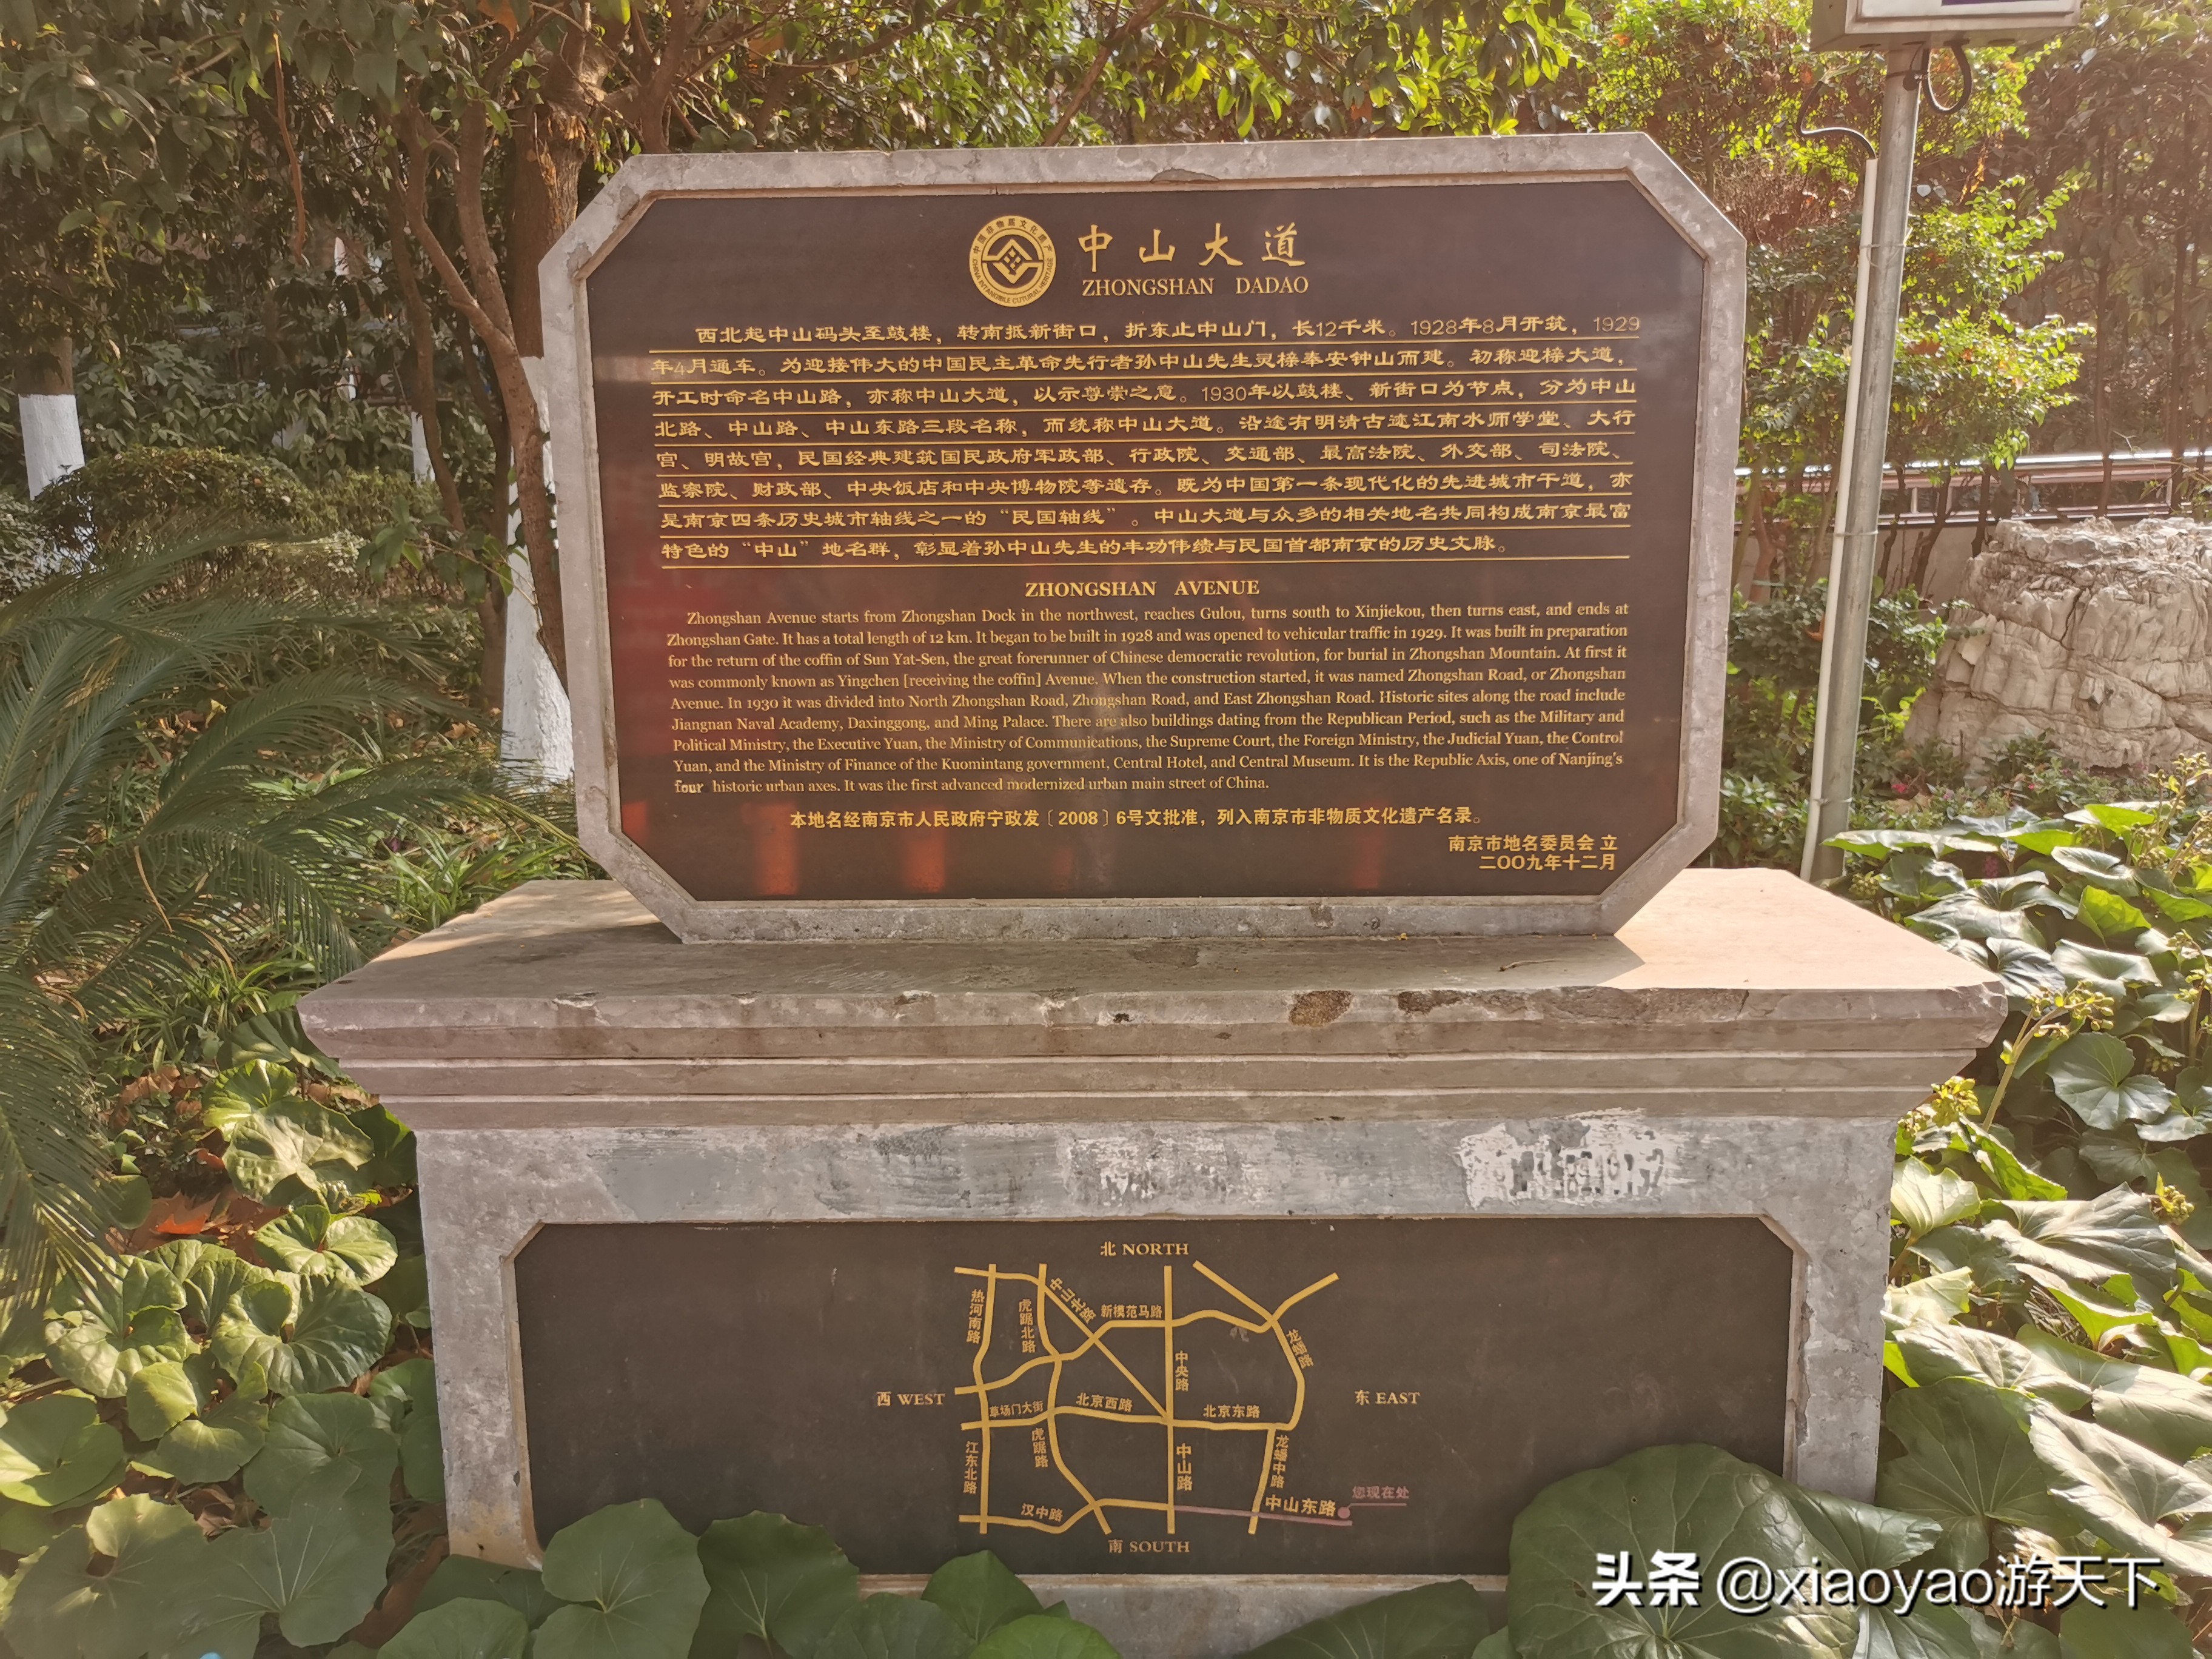 中国非物质文化遗产
CHINA INTAMOBILE CUTURAL HERITAGE
中山大道
ZHONGSHAN DADAO
西北起中山码头至鼓楼，转南抵新街口，折东止中山门，长12千米。1928年8月开筑，1929
年4月通车。为迎接伟大的中国民主革命先行者孙中山先生灵榇奉安钟山而建。初称迎榇大道，
开工时命名中山路，亦称中山大道，以示尊崇之意。1930年以鼓楼、新街口为节点，分为中山
北路、中山路、中山东路三段名称，而统称中山大道。沿途有明清古迹江南水师学堂、大行
宫、明故宫，民国经典建筑国民政府军政部、行政院、交通部、最高法院、外交部、司法院、
监察院、财政部、中央饭店和中央博物院等遗存。既为中国第一条现代化的先进城市干道，亦
是南京四条历史城市轴线之一的“民国轴线”。中山大道与众多的相关地名共同构成南京最富
特色的“中山”地名群，彰显着孙中山先生的丰功伟绩与民国首都南京的历史文脉。
ZHONGSHAN AVENUE
Zhongshan Avenue starts from Zhongshan Dock in the northwest, reaches Gulou, turns south to Xinjiekou, then turns east, and ends at
Zhongshan Gate. It has a total length of 12 km. It began to be built in 1928 and was opened to vehicular traffic in 1929. It was built in preparation
for the return of the coffin of Sun Yat-Sen, the great forerunner of Chinese democratic revolution, for burial in Zhongshan Mountain. At first it
was commonly known as Yingchen [receiving the coffin] Avenue. When the construction started, it was named Zhongshan Road, or Zhongshan
Avenue. In 1930 it was divided into North Zhongshan Road, Zhongshan Road, and East Zhongshan Road. Historic sites along the road include
Jiangnan Naval Academy, Daxinggong, and Ming Palace. There are also buildings dating from the Republican Period, such as the Military and
Political Ministry, the Executive Yuan, the Ministry of Communications, the Supreme Court, the Foreign Ministry, the Judicial Yuan, the Control
Yuan, and the Ministry of Finance of the Kuomintang government, Central Hotel, and Central Museum. It is the Republic Axis, one of Nanjing's
four historic urban axes. It was the first advanced modernized urban main street of China.
本地名经南京市人民政府宁政发〔2008〕6号文批准，列入南京市非物质文化遗产名录。
南京市地名委员会 立
二〇〇九年十二月
北 NORTH
热河南路
虎踞北路
中山北路
新模范马路
龙蟠路
中央路
西 WEST
东 EAST
草场门大街
北京西路
北京东路
江东北路
虎踞路
中山路
龙蟠中路
汉中路
中山东路
您现在处
南 SOUTH
头条 @xiaoyao游天下